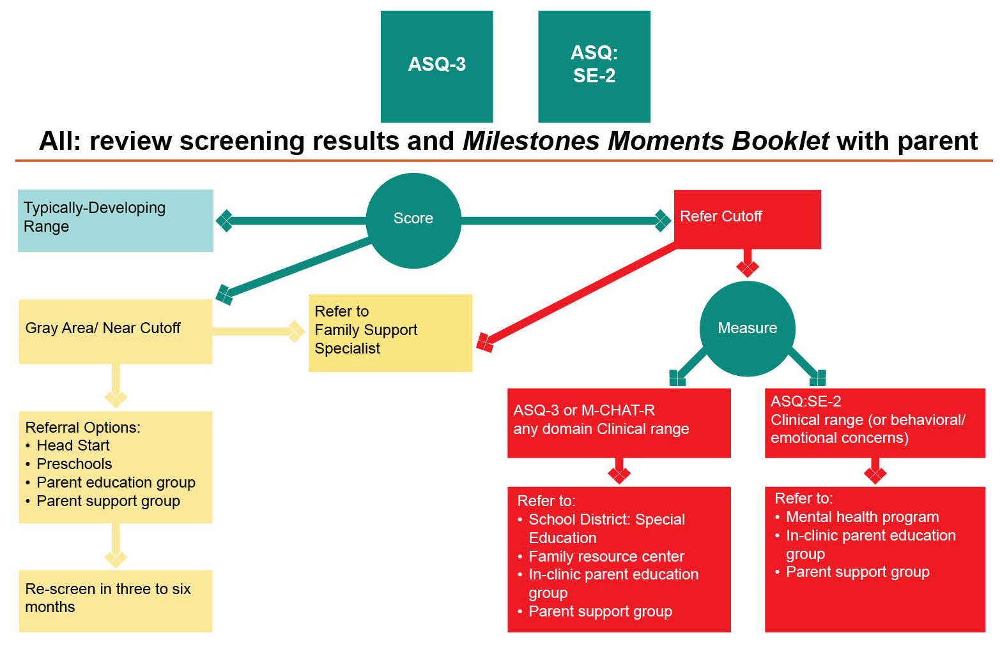 ASQ-3
ASQ:
SE-2
All: review screening results and Milestones Moments Booklet with parent
Typically-Developing
Range
Score
Refer Cutoff
Gray Area/ Near Cutoff
Refer to
Family Support
Specialist
Measure
Referral Options:
• Head Start
• Preschools
• Parent education group
• Parent support group
Re-screen in three to six
months
ASQ-3 or M-CHAT-R
any domain Clinical range
ASQ:SE-2
Clinical range (or behavioral/
emotional concerns)
Refer to:
• School District: Special
Education
• Family resource center
• In-clinic parent education
group
• Parent support group
Refer to:
• Mental health program
• In-clinic parent education
group
• Parent support group